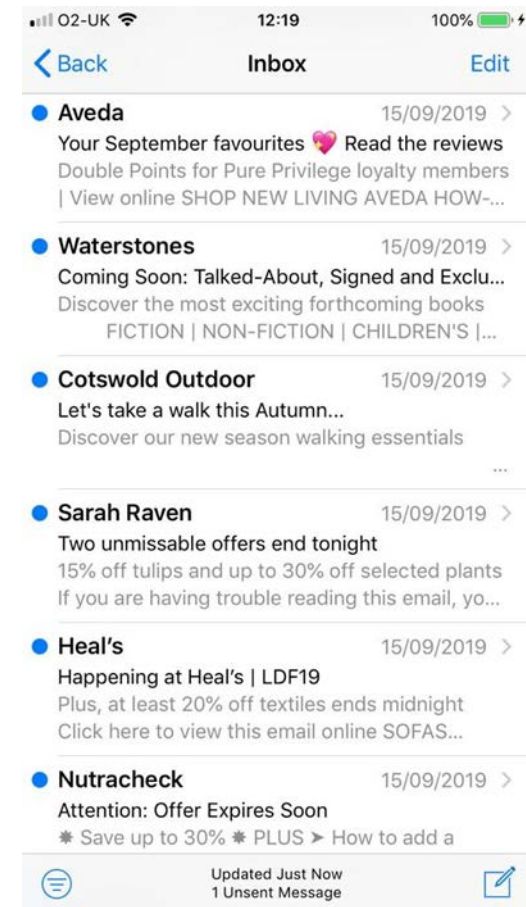 O2-UK 12:19 100%
Back Inbox Edit
Aveda 15/09/2019
Your September favourites 💖 Read the reviews
Double Points for Pure Privilege loyalty members
| View online SHOP NEW LIVING AVEDA HOW-...
Waterstones 15/09/2019
Coming Soon: Talked-About, Signed and Exclu...
Discover the most exciting forthcoming books
FICTION | NON-FICTION | CHILDREN'S |...
Cotswold Outdoor 15/09/2019
Let's take a walk this Autumn...
Discover our new season walking essentials
...
Sarah Raven 15/09/2019
Two unmissable offers end tonight
15% off tulips and up to 30% off selected plants
If you are having trouble reading this email, yo...
Heal's 15/09/2019
Happening at Heal's | LDF19
Plus, at least 20% off textiles ends midnight
Click here to view this email online SOFAS...
Nutracheck 15/09/2019
Attention: Offer Expires Soon
✸ Save up to 30% ✸ PLUS ➤ How to add a
Updated Just Now
1 Unsent Message